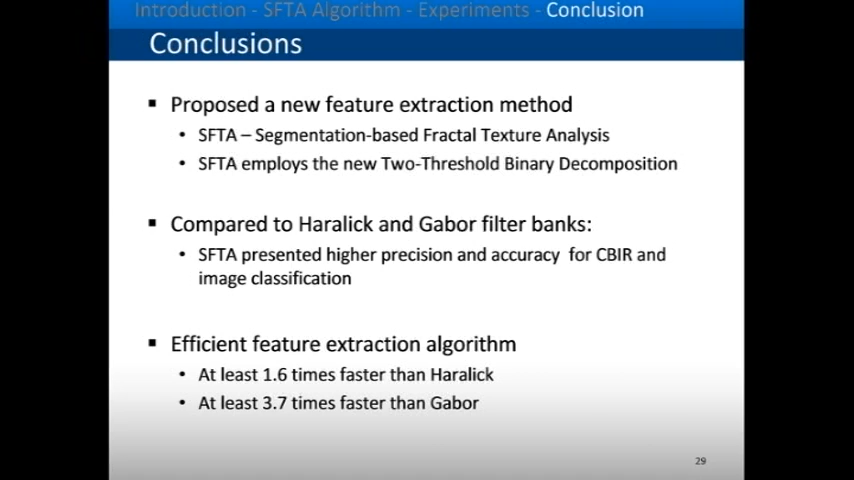 Introduction - SFTA Algorithm - Experiments - Conclusion
Conclusions
▪ Proposed a new feature extraction method
• SFTA – Segmentation-based Fractal Texture Analysis
• SFTA employs the new Two-Threshold Binary Decomposition
▪ Compared to Haralick and Gabor filter banks:
• SFTA presented higher precision and accuracy for CBIR and
image classification
▪ Efficient feature extraction algorithm
• At least 1.6 times faster than Haralick
• At least 3.7 times faster than Gabor
29